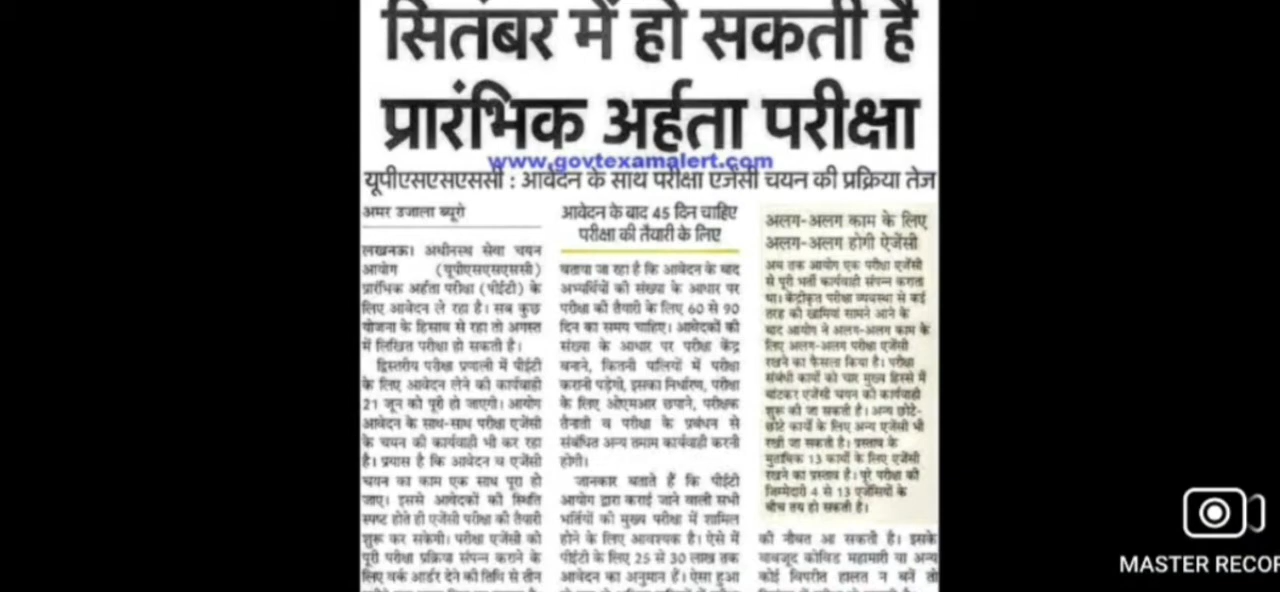 सितंबर में हो सकती है
प्रारंभिक अर्हता परीक्षा
www.govtexamalert.com
यूपीएसएसएससी : आवेदन के साथ परीक्षा एजेंसी चयन की प्रक्रिया तेज
अमर उजाला ब्यूरो
लखनऊ। अधीनस्थ सेवा चयन
आयोग (यूपीएसएसएससी)
प्रारंभिक अर्हता परीक्षा (पीईटी) के
लिए आवेदन ले रहा है। सब कुछ
योजना के हिसाब से रहा तो अगस्त
में लिखित परीक्षा हो सकती है।
द्विस्तरीय परीक्षा प्रणाली में पीईटी
के लिए आवेदन लेने की कार्यवाही
21 जून को पूरी हो जाएगी। आयोग
आवेदन के साथ-साथ परीक्षा एजेंसी
के चयन की कार्यवाही भी कर रहा
है। प्रयास है कि आवेदन व एजेंसी
चयन का काम एक साथ पूरा हो
जाए। इससे आवेदकों की स्थिति
स्पष्ट होते ही एजेंसी परीक्षा की तैयारी
शुरू कर सकेगी। परीक्षा एजेंसी को
पूरी परीक्षा प्रक्रिया संपन्न कराने के
लिए वर्क आर्डर देने की तिथि से तीन
आवेदन के बाद 45 दिन चाहिए
परीक्षा की तैयारी के लिए
बताया जा रहा है कि आवेदन के बाद
अभ्यर्थियों की संख्या के आधार पर
परीक्षा की तैयारी के लिए 60 से 90
दिन का समय चाहिए। आवेदकों की
संख्या के आधार पर परीक्षा केंद्र
बनाने, कितनी पालियों में परीक्षा
करानी पड़ेगी, इसका निर्धारण, परीक्षा
के लिए ओएमआर छपाने, परीक्षक
तैनाती व परीक्षा के प्रबंधन से
संबंधित अन्य तमाम कार्यवाही करनी
होगी।
जानकार बताते हैं कि पीईटी
आयोग द्वारा कराई जाने वाली सभी
भर्तियों की मुख्य परीक्षा में शामिल
होने के लिए आवश्यक है। ऐसे में
पीईटी के लिए 25 से 30 लाख तक
आवेदन का अनुमान है। ऐसा हुआ
अलग-अलग काम के लिए
अलग-अलग होगी ऐजेंसी
अब तक आयोग एक परीक्षा एजेंसी
से पूरी भर्ती कार्यवाही संपन्न कराता
था। केंद्रीकृत परीक्षा व्यवस्था से कई
तरह की खामियां सामने आने के
बाद आयोग ने अलग-अलग काम के
लिए अलग-अलग परीक्षा एजेंसी
रखने का फैसला किया है। परीक्षा
संबंधी कार्यों को चार मुख्य हिस्से में
बांटकर एजेंसी चयन की कार्यवाही
शुरू की जा सकती है। अन्य छोटे-
छोटे कार्यों के लिए अन्य एजेंसी भी
रखी जा सकती है। प्रस्ताव के
मुताबिक 13 कार्यों के लिए एजेंसी
रखने का प्रस्ताव है। पूरे परीक्षा की
जिम्मेदारी 4 से 13 एजेंसियों के
बीच तय हो सकती है।
की नौबत आ सकती है। इसके
बावजूद कोविड महामारी या अन्य
कोई विपरीत हालत न बनें तो
MASTER RECOR